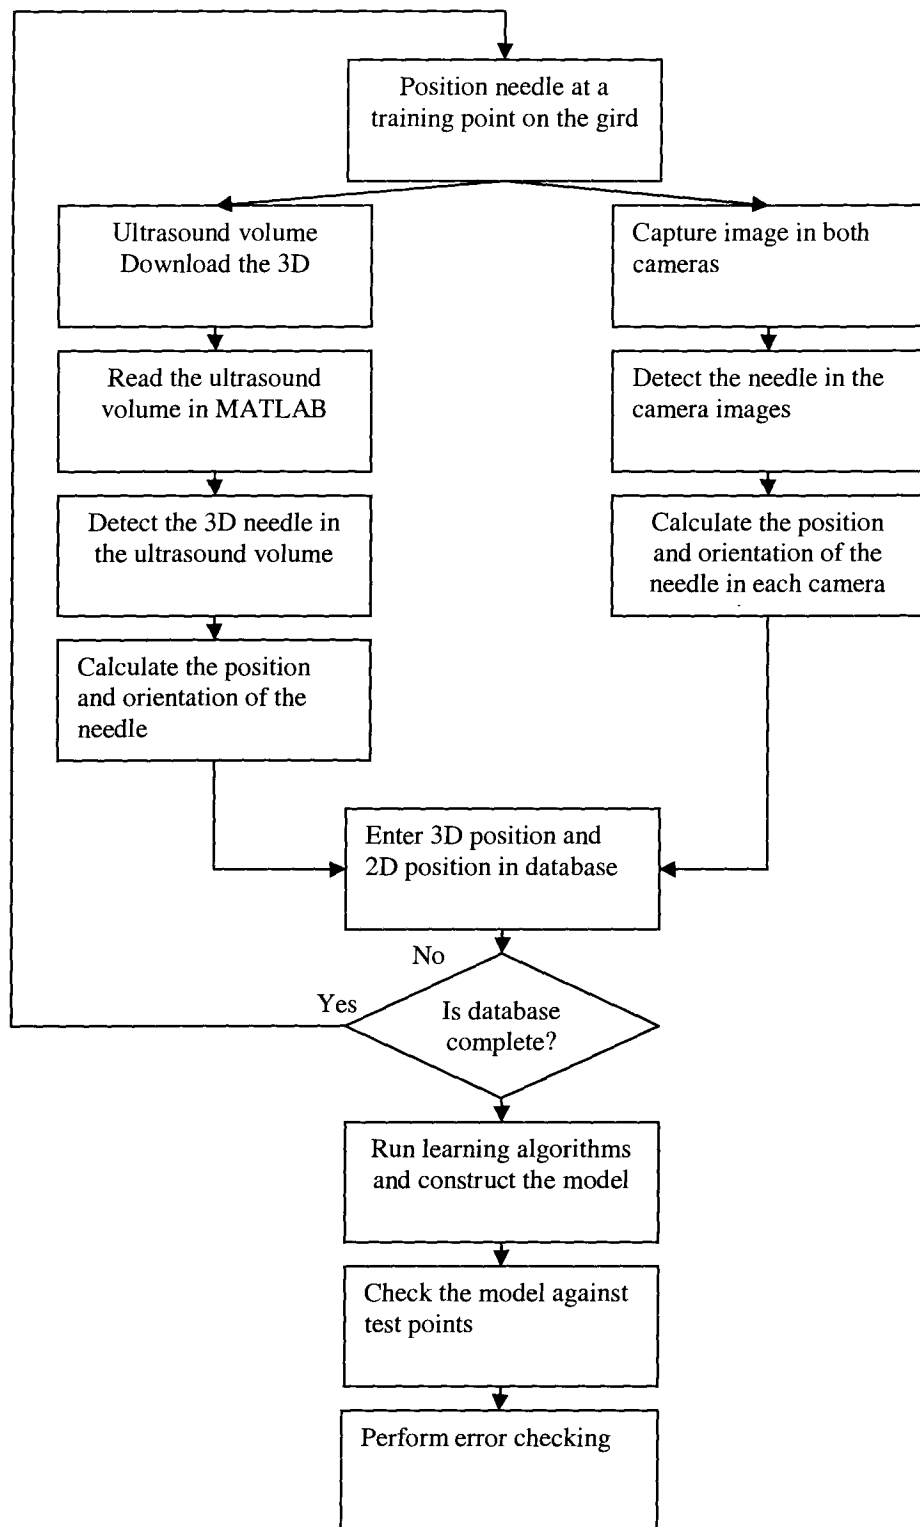 Position needle at a
training point on the gird
Ultrasound volume
Download the 3D
Capture image in both
cameras
Read the ultrasound
volume in MATLAB
Detect the needle in the
camera images
Detect the 3D needle in
the ultrasound volume
Calculate the position
and orientation of the
needle in each camera
Calculate the position
and orientation of the
needle
Enter 3D position and
2D position in database
No
Yes
Is database
complete?
Run learning algorithms
and construct the model
Check the model against
test points
Perform error checking